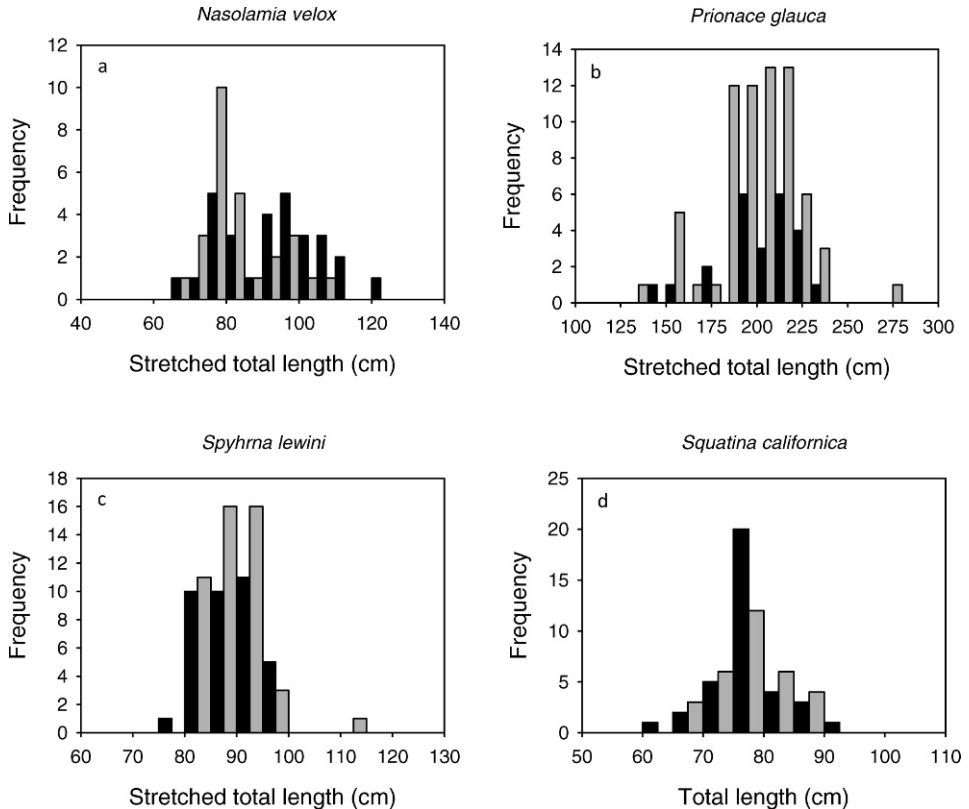 Nasolamia velox
a
12
10
8
6
4
2
0
Frequency
40 60 80 100 120 140
Stretched total length (cm)
Prionace glauca
b
14
12
10
8
6
4
2
0
Frequency
100 125 150 175 200 225 250 275 300
Stretched total length (cm)
Spyhrna lewini
c
18
16
14
12
10
8
6
4
2
0
Frequency
60 70 80 90 100 110 120 130
Stretched total length (cm)
Squatina californica
d
25
20
15
10
5
0
Frequency
50 60 70 80 90 100 110
Total length (cm)